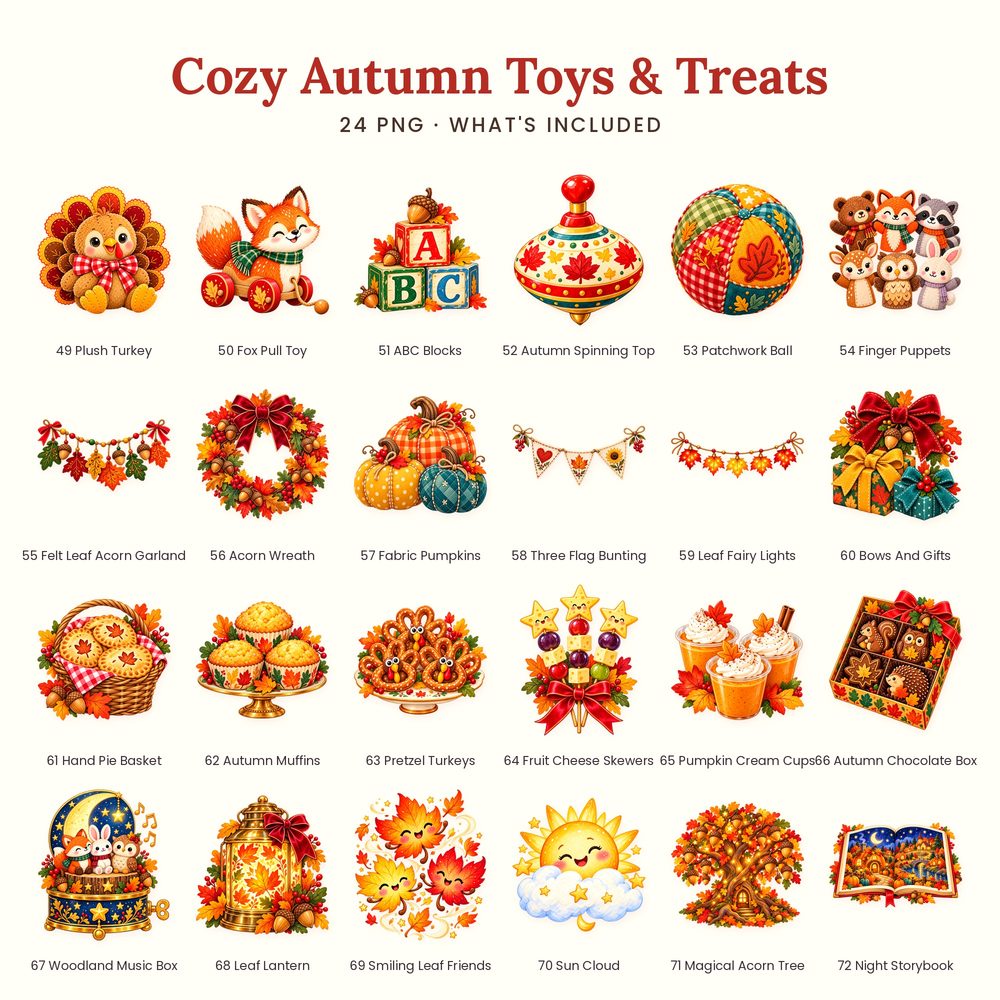 Cozy Autumn Toys & Treats
24 PNG · WHAT'S INCLUDED
A
B C
49 Plush Turkey
50 Fox Pull Toy
51 ABC Blocks
52 Autumn Spinning Top
53 Patchwork Ball
54 Finger Puppets
55 Felt Leaf Acorn Garland
56 Acorn Wreath
57 Fabric Pumpkins
58 Three Flag Bunting
59 Leaf Fairy Lights
60 Bows And Gifts
61 Hand Pie Basket
62 Autumn Muffins
63 Pretzel Turkeys
64 Fruit Cheese Skewers
65 Pumpkin Cream Cups
66 Autumn Chocolate Box
67 Woodland Music Box
68 Leaf Lantern
69 Smiling Leaf Friends
70 Sun Cloud
71 Magical Acorn Tree
72 Night Storybook